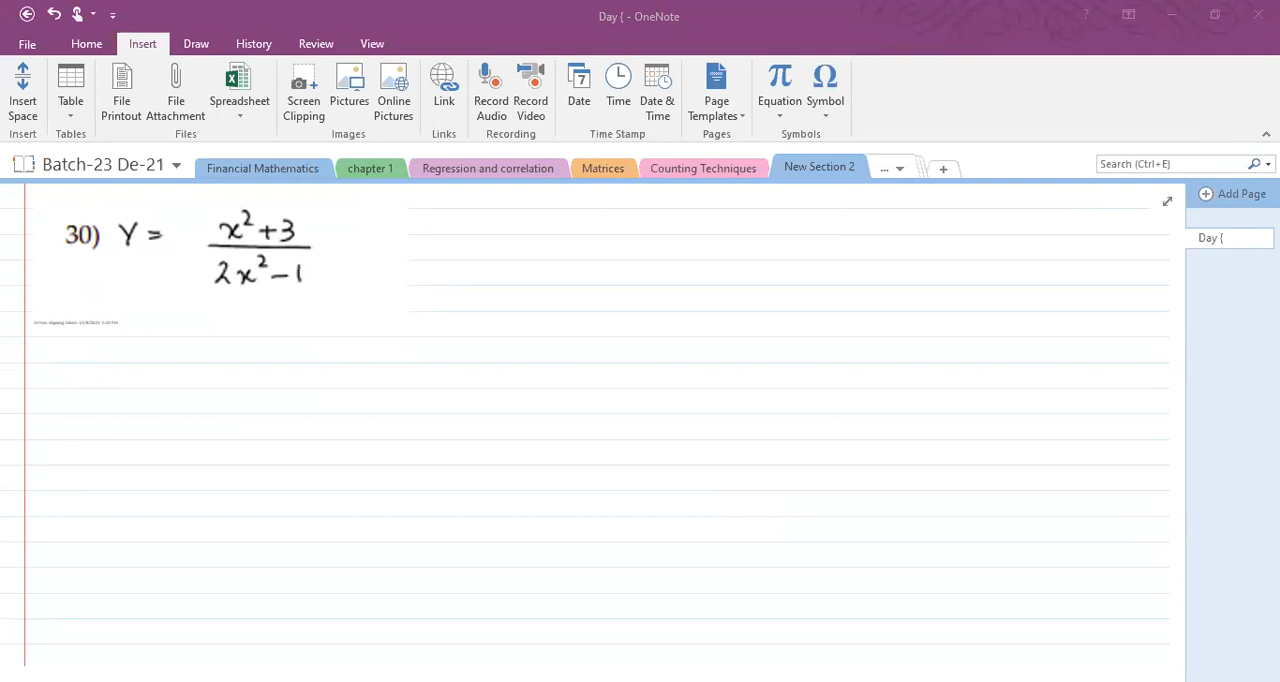 Day { - OneNote
?
File Home Insert Draw History Review View
Insert Space
Table
File Printout
File Attachment
Spreadsheet
Screen Clipping
Pictures
Online Pictures
Link
Record Audio
Record Video
7
Date
Time
Date & Time
Page Templates
π Equation
Ω Symbol
Insert Tables Files Images Links Recording Time Stamp Pages Symbols
Batch-23 De-21 Financial Mathematics chapter 1 Regression and correlation Matrices Counting Techniques New Section 2 ... + Search (Ctrl+E)
Add Page
Day {
30) Y = x²+3
2x²-1